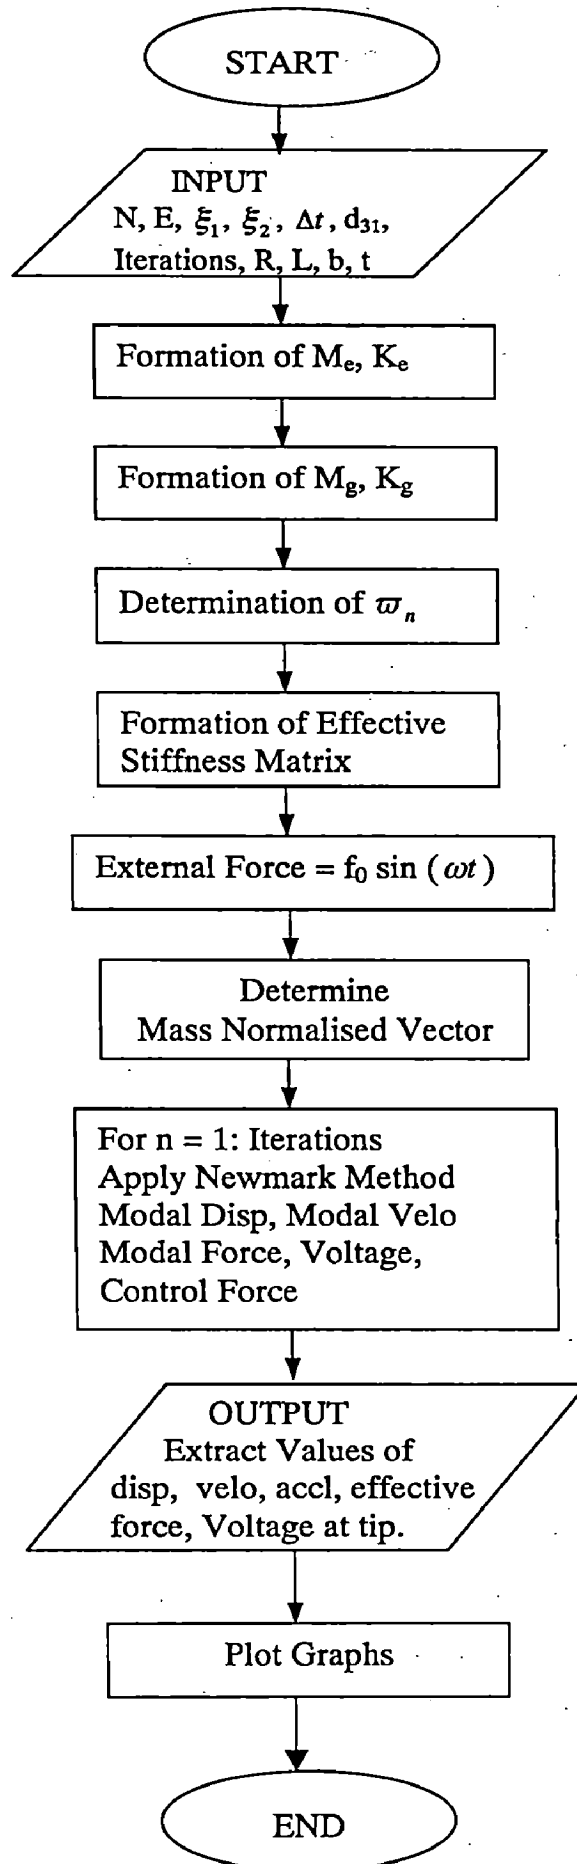 START
INPUT
N, E, ξ₁, ξ₂, Δt, d₃₁,
Iterations, R, L, b, t
Formation of Mₑ, Kₑ
Formation of M_g, K_g
Determination of ϖₙ
Formation of Effective
Stiffness Matrix
External Force = f₀ sin (ωt)
Determine
Mass Normalised Vector
For n = 1: Iterations
Apply Newmark Method
Modal Disp, Modal Velo
Modal Force, Voltage,
Control Force
OUTPUT
Extract Values of
disp, velo, accl, effective
force, Voltage at tip.
Plot Graphs
END